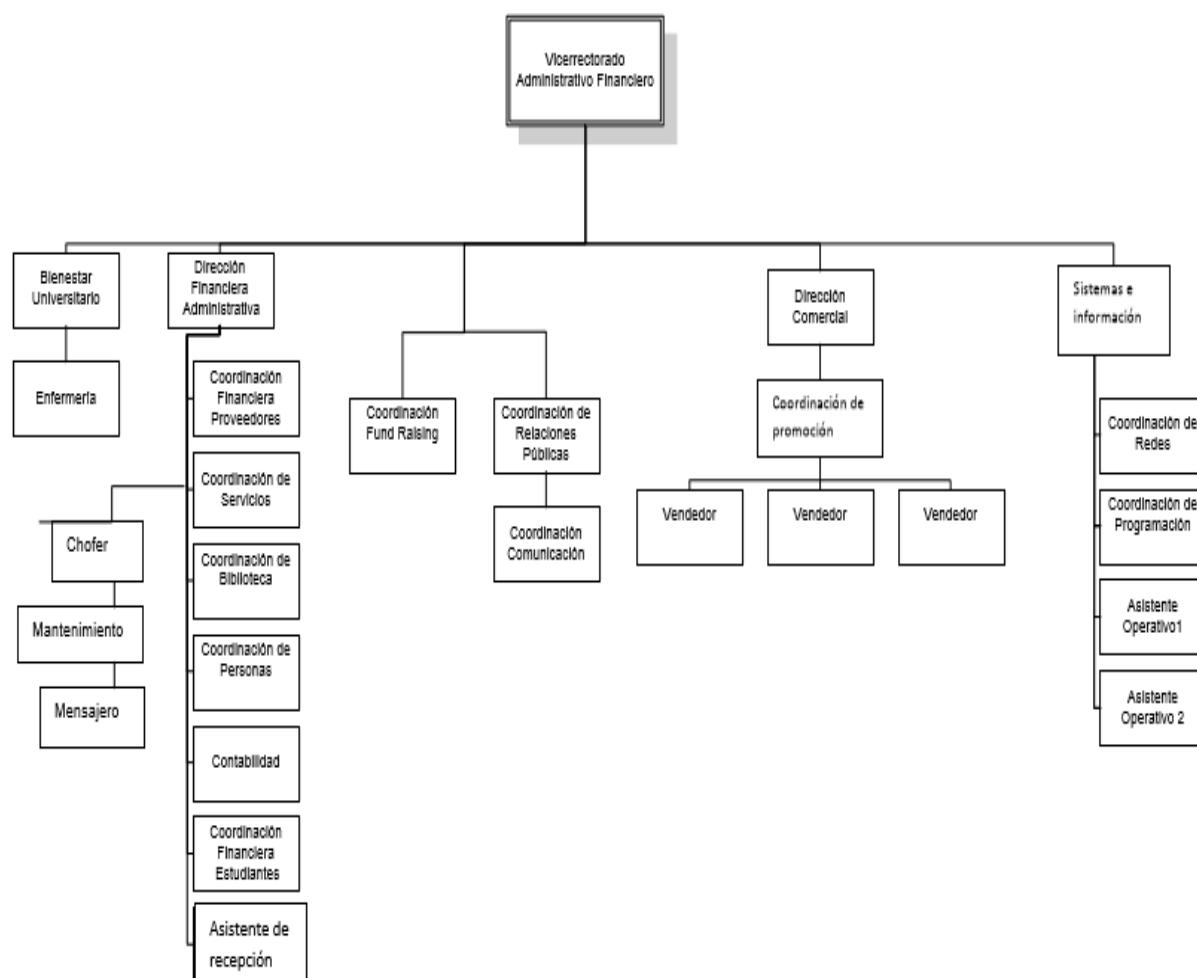 Vicerrectorado
Administrativo Financiero
Bienestar
Universitario
Enfermería
Dirección
Financiera
Administrativa
Coordinación
Financiera
Proveedores
Coordinación de
Servicios
Chofer
Mantenimiento
Mensajero
Coordinación de
Biblioteca
Coordinación de
Personas
Contabilidad
Coordinación
Financiera
Estudiantes
Asistente de
recepción
Coordinación
Fund Raising
Coordinación de
Relaciones
Públicas
Coordinación
Comunicación
Dirección
Comercial
Coordinación de
promoción
Vendedor
Vendedor
Vendedor
Sistemas e
información
Coordinación de
Redes
Coordinación de
Programación
Asistente
Operativo1
Asistente
Operativo 2